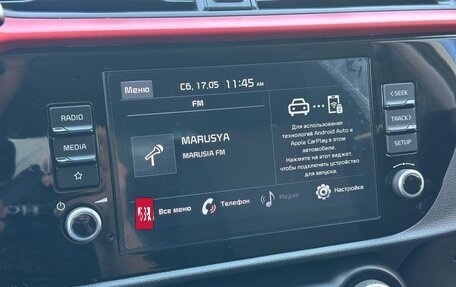 Меню
Сб, 17.05 11:45 AM
FM
RADIO
MEDIA
MARUSYA
MARUSIA FM
Для использования
технологий Android Auto и
Apple CarPlay в этом
автомобиле.
Нажмите на этот виджет,
чтобы подключить устройство
для запуска.
< SEEK
TRACK >
SETUP
Все меню
Телефон
Медиа
Настройки